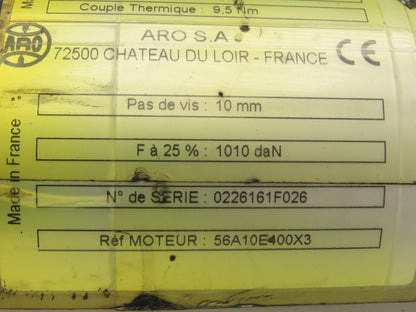 Couple Thermique : 9,5 Nm
ARO
ARO S.A
72500 CHATEAU DU LOIR - FRANCE CE
Pas de vis : 10 mm
F à 25 % : 1010 daN
N° de SERIE : 0226161F026
Réf MOTEUR : 56A10E400X3
Made in France